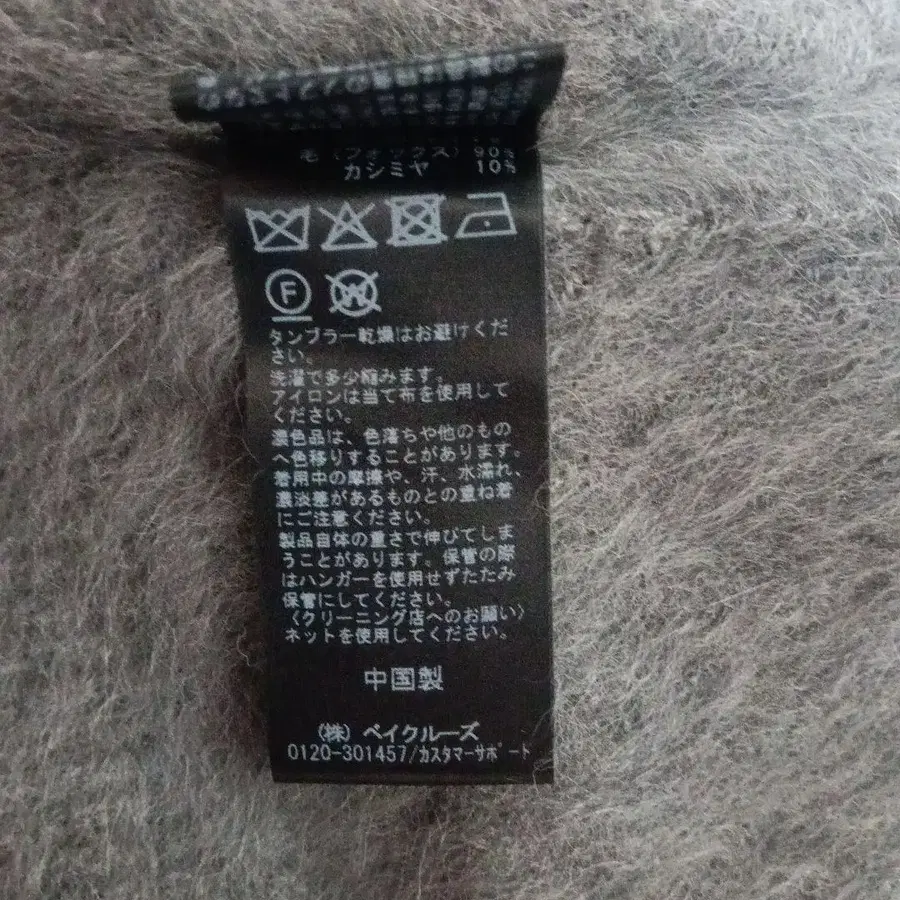 毛（フォックス） 90%
カシミヤ 10%
F
W
タンブラー乾燥はお避けくだ
さい。
洗濯で多少縮みます。
アイロンは当て布を使用して
ください。
濃色品は、色落ちや他のもの
へ色移りすることがあります。
着用中の摩擦や、汗、水濡れ、
濃淡差があるものとの重ね着
にご注意ください。
製品自体の重さで伸びてしま
うことがあります。保管の際
はハンガーを使用せずたたみ
保管にしてください。
〈クリーニング店へのお願い〉
ネットを使用してください。
中国製
（株）ベイクルーズ
0120-301457/カスタマーサポート